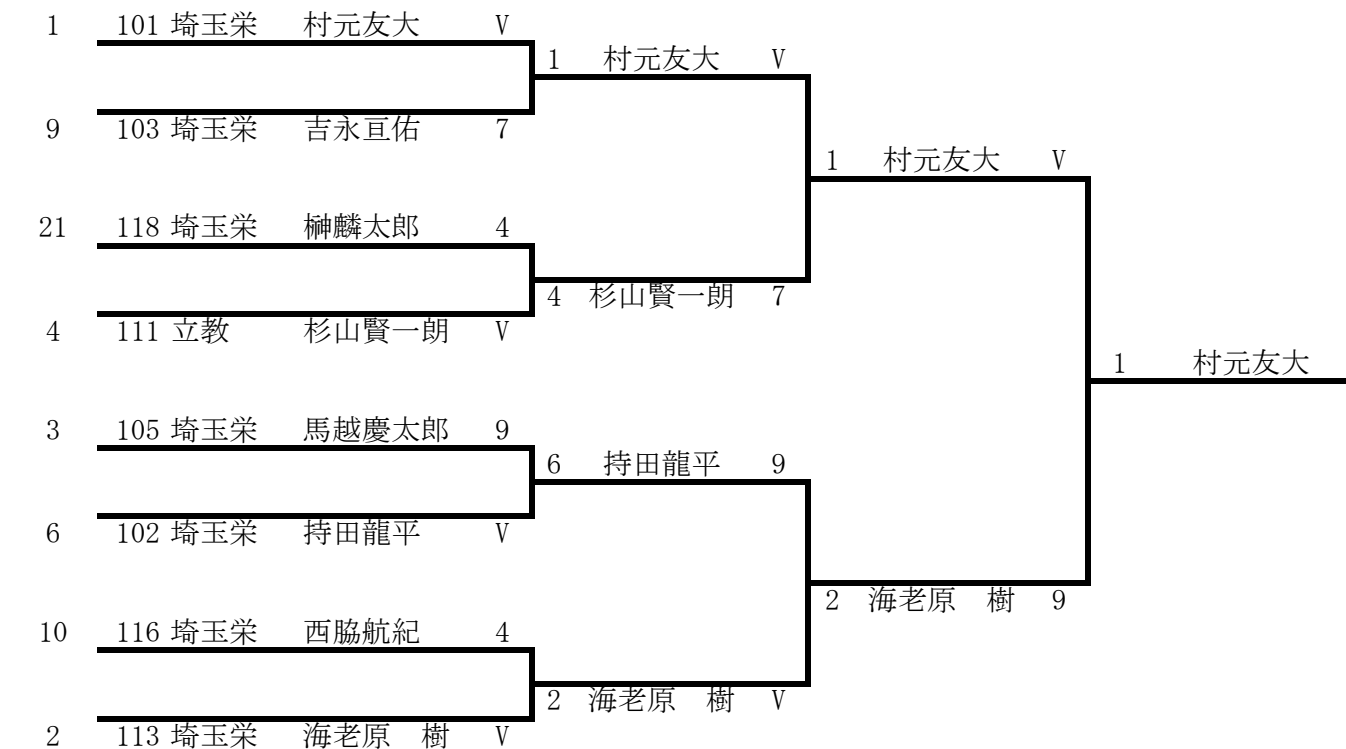 1 101 埼玉栄 村元友大 V
1 村元友大 V
9 103 埼玉栄 吉永亘佑 7
1 村元友大 V
21 118 埼玉栄 榊麟太郎 4
4 杉山賢一朗 7
4 111 立教 杉山賢一朗 V
1 村元友大
3 105 埼玉栄 馬越慶太郎 9
6 持田龍平 9
6 102 埼玉栄 持田龍平 V
2 海老原 樹 9
10 116 埼玉栄 西脇航紀 4
2 海老原 樹 V
2 113 埼玉栄 海老原 樹 V